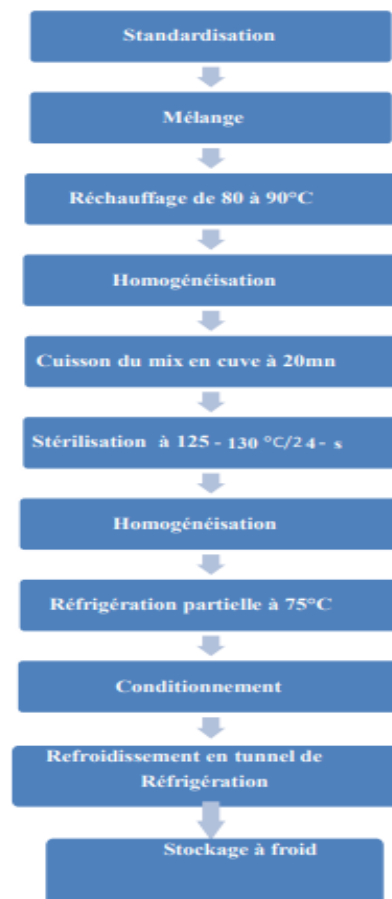 Standardisation
Mélange
Réchauffage de 80 à 90°C
Homogénéisation
Cuisson du mix en cuve à 20mn
Stérilisation à 125 - 130 °C/2 4- s
Homogénéisation
Réfrigération partielle à 75°C
Conditionnement
Refroidissement en tunnel de
Réfrigération
Stockage à froid